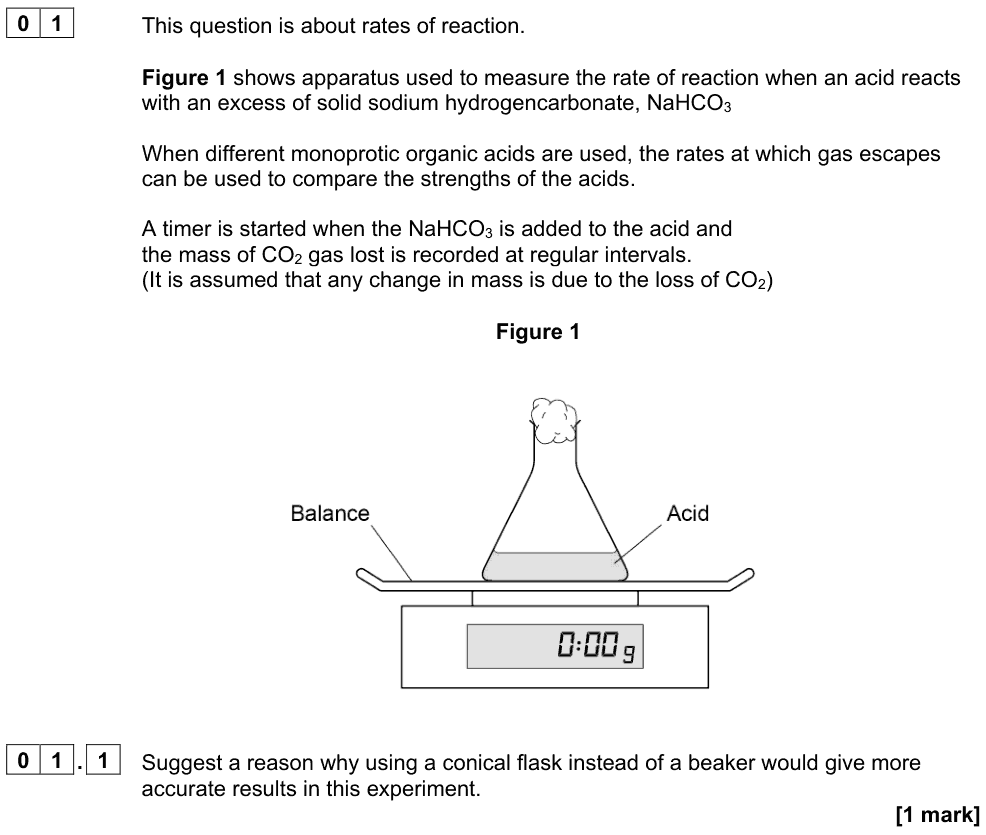 0 1 This question is about rates of reaction.
Figure 1 shows apparatus used to measure the rate of reaction when an acid reacts
with an excess of solid sodium hydrogencarbonate, NaHCO₃
When different monoprotic organic acids are used, the rates at which gas escapes
can be used to compare the strengths of the acids.
A timer is started when the NaHCO₃ is added to the acid and
the mass of CO₂ gas lost is recorded at regular intervals.
(It is assumed that any change in mass is due to the loss of CO₂)
Figure 1
Balance
Acid
0:00 g
0 1 . 1 Suggest a reason why using a conical flask instead of a beaker would give more
accurate results in this experiment.
[1 mark]